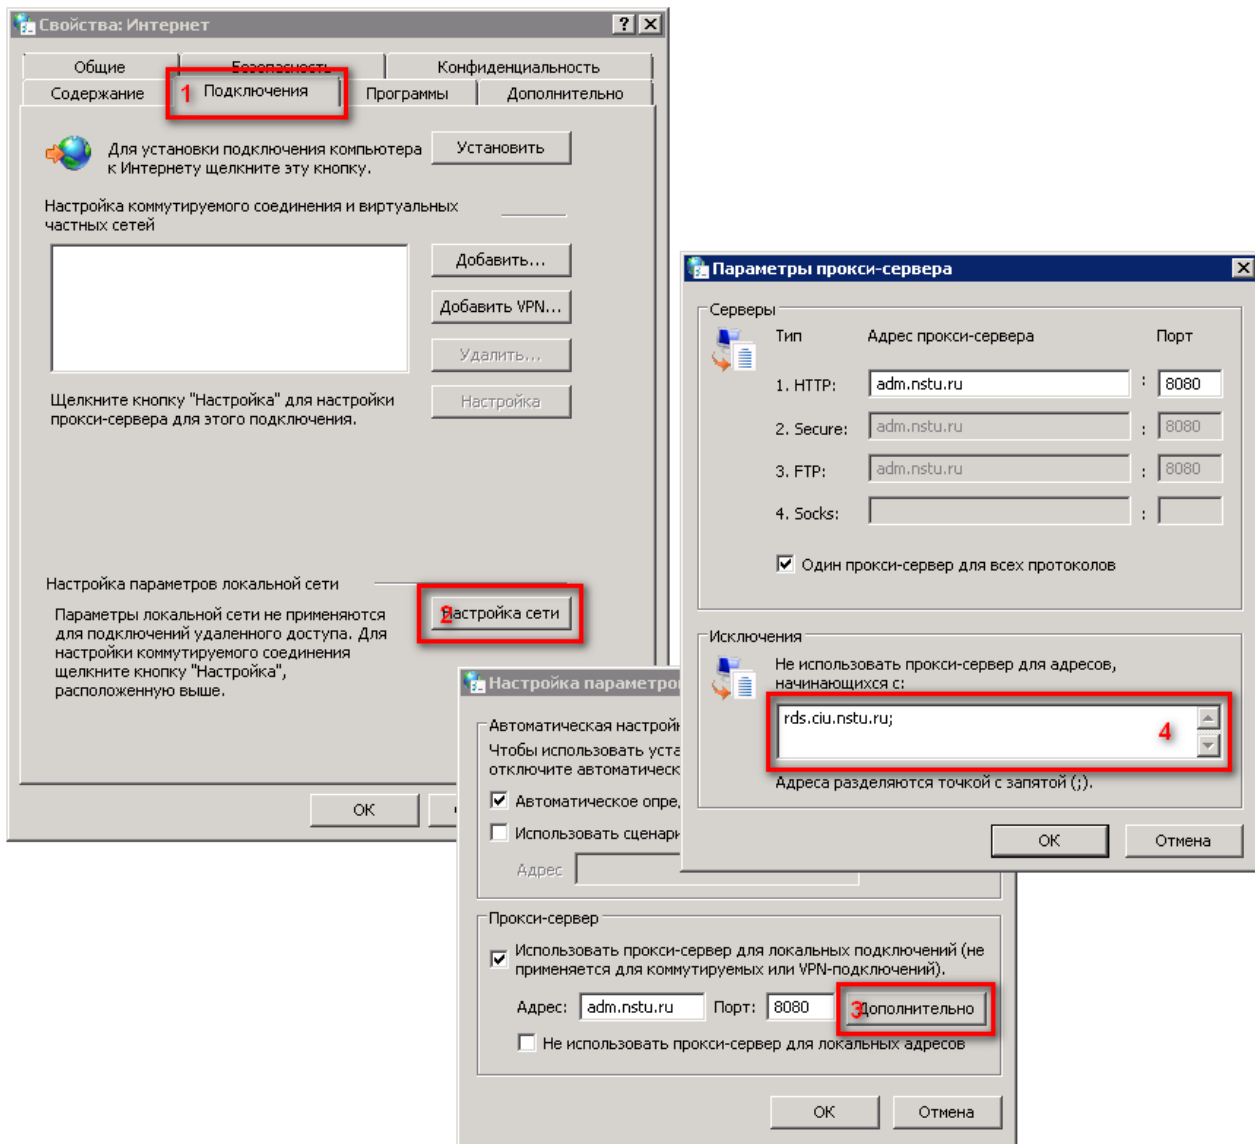 Свойства: Интернет
Общие
Безопасность
Конфиденциальность
Содержание
1
Подключения
Программы
Дополнительно
Для установки подключения компьютера
к Интернету щелкните эту кнопку.
Установить
Настройка коммутируемого соединения и виртуальных
частных сетей
Добавить...
Добавить VPN...
Удалить...
Щелкните кнопку "Настройка" для настройки
прокси-сервера для этого подключения.
Настройка
Настройка параметров локальной сети
Параметры локальной сети не применяются
для подключений удаленного доступа. Для
настройки коммутируемого соединения
щелкните кнопку "Настройка",
расположенную выше.
2
Настройка сети
ОК
Параметры прокси-сервера
Серверы
Тип
Адрес прокси-сервера
Порт
1. HTTP:
adm.nstu.ru
:
8080
2. Secure:
adm.nstu.ru
:
8080
3. FTP:
adm.nstu.ru
:
8080
4. Socks:
:
Один прокси-сервер для всех протоколов
Исключения
Не использовать прокси-сервер для адресов,
начинающихся с:
rds.ciu.nstu.ru;
4
Адреса разделяются точкой с запятой (;).
ОК
Отмена
Настройка
Автоматическая
Чтобы использовать
отключите
Автоматическое
Использовать
Адрес
Прокси-сервер
Использовать прокси-сервер для локальных подключений (не
применяется для коммутируемых или VPN-подключений).
Адрес:
adm.nstu.ru
Порт:
8080
3
Дополнительно
Не использовать прокси-сервер для локальных адресов
ОК
Отмена